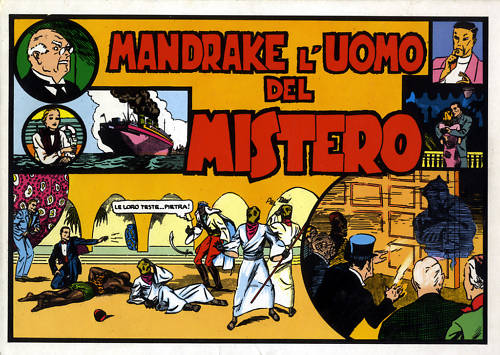 MANDRAKE L'UOMO
DEL
MISTERO
LE LORO TESTE...PIETRA!